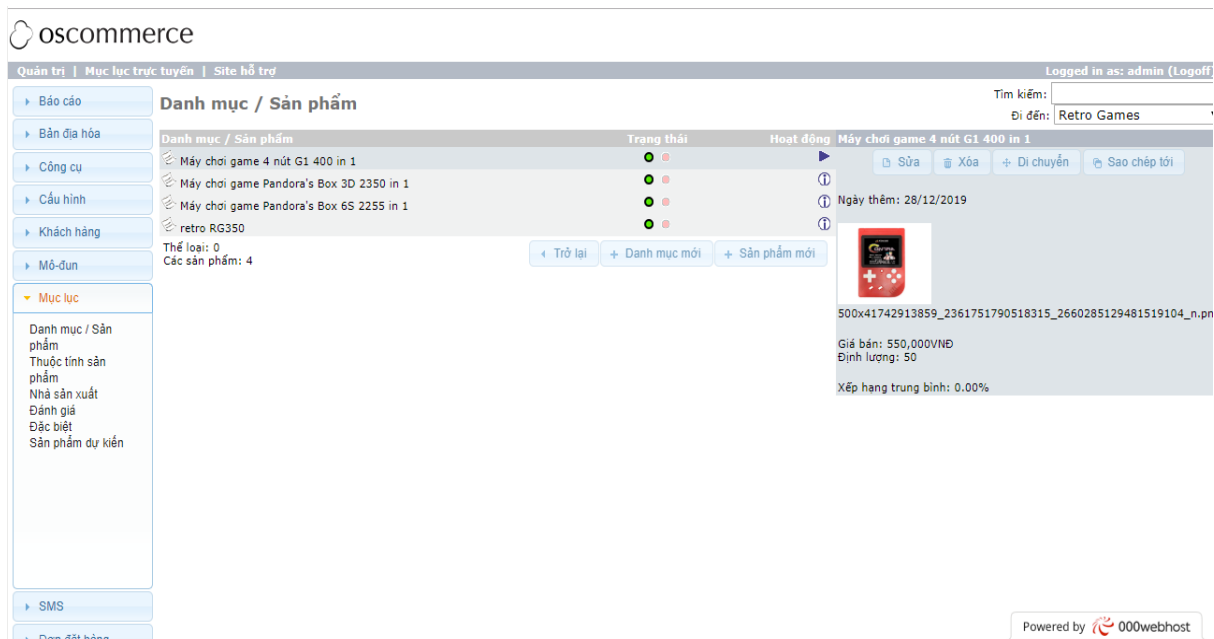 oscommerce
Quản trị | Mục lục trực tuyến | Site hỗ trợ
Logged in as: admin (Logoff)
Báo cáo
Bản địa hóa
Công cụ
Cấu hình
Khách hàng
Mô-đun
Mục lục
Danh mục / Sản
phẩm
Thuộc tính sản
phẩm
Nhà sản xuất
Đánh giá
Đặc biệt
Sản phẩm dự kiến
SMS
Đơn đặt hàng
Danh mục / Sản phẩm
Tìm kiếm:
Đi đến: Retro Games
Danh mục / Sản phẩm Trạng thái Hoạt động
Máy chơi game 4 nút G1 400 in 1
Máy chơi game Pandora's Box 3D 2350 in 1
Máy chơi game Pandora's Box 6S 2255 in 1
retro RG350
Thể loại: 0
Các sản phẩm: 4
Trở lại + Danh mục mới + Sản phẩm mới
Máy chơi game 4 nút G1 400 in 1
Sửa Xóa Di chuyển Sao chép tới
Ngày thêm: 28/12/2019
500x41742913859_2361751790518315_2660285129481519104_n.pn
Giá bán: 550,000VNĐ
Định lượng: 50
Xếp hạng trung bình: 0.00%
Powered by 000webhost